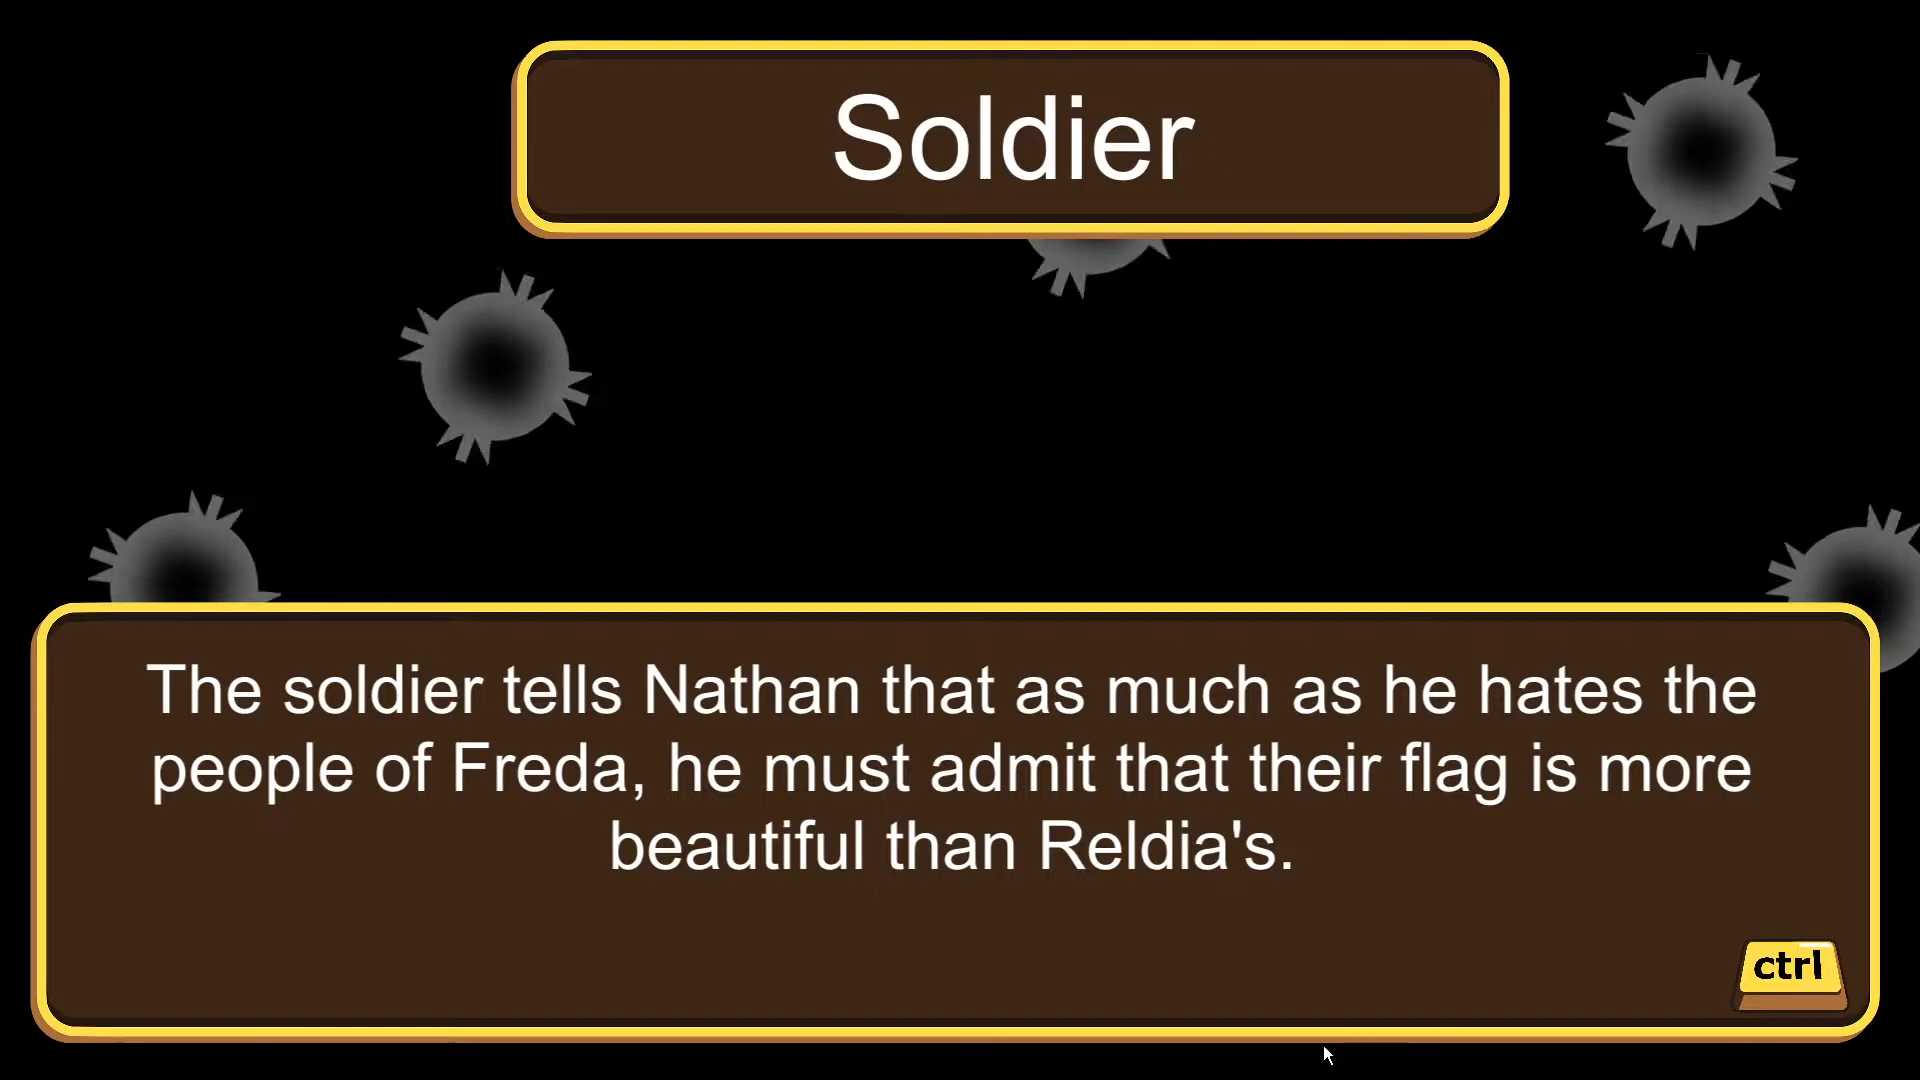 Soldier
The soldier tells Nathan that as much as he hates the
people of Freda, he must admit that their flag is more
beautiful than Reldia's.
ctrl